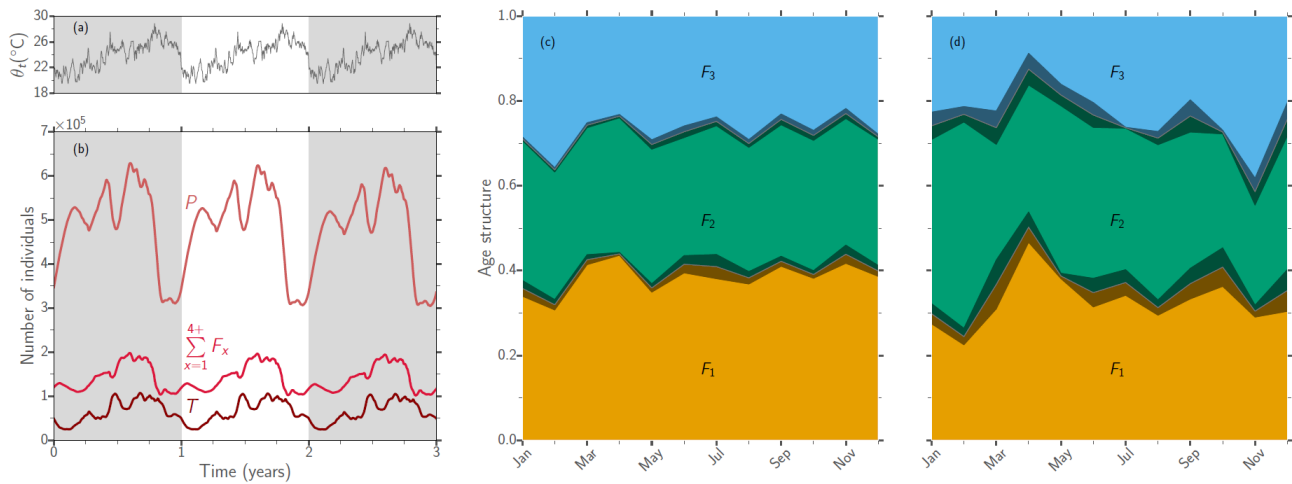 (a)
θt(°C)
30
26
22
18
×10⁵
(b)
Number of individuals
7
6
5
4
3
2
1
0
P
4+
∑ Fx
x=1
T
0 1 2 3
Time (years)
(c)
Age structure
1.0
0.8
0.6
0.4
0.2
0.0
F3
F2
F1
Jan Mar May Jul Sep Nov
(d)
F3
F2
F1
Jan Mar May Jul Sep Nov